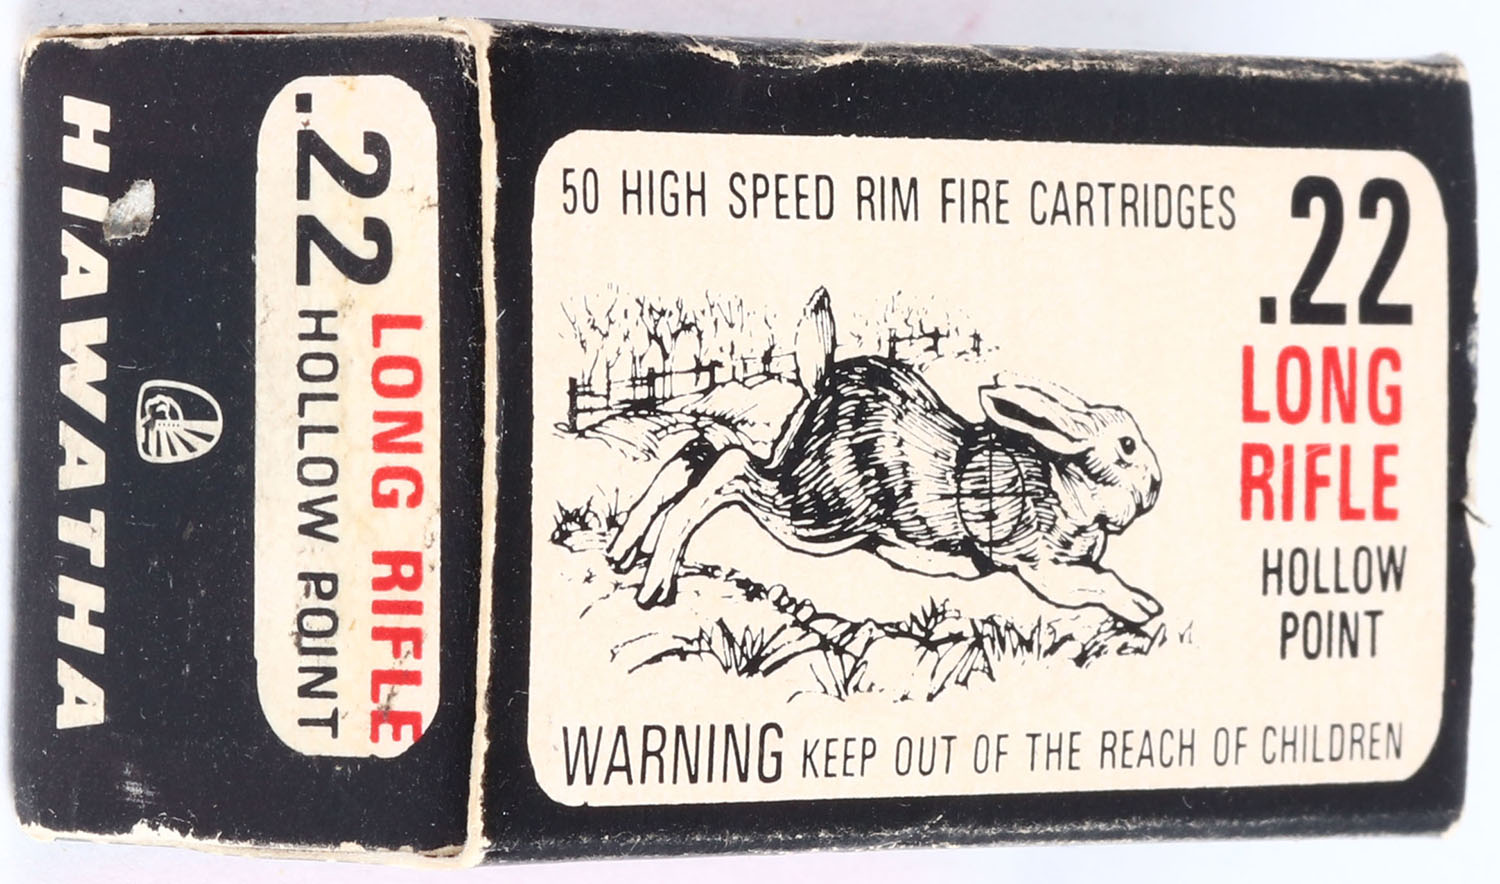 HIAWATHA
.22 LONG RIFLE
HOLLOW POINT
50 HIGH SPEED RIM FIRE CARTRIDGES
.22
LONG
RIFLE
HOLLOW
POINT
WARNING KEEP OUT OF THE REACH OF CHILDREN